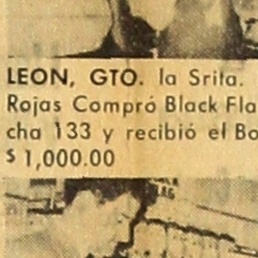 LEON, GTO. la Srita.
Rojas Compró Black Fla
cha 133 y recibió el Bo
$ 1,000.00